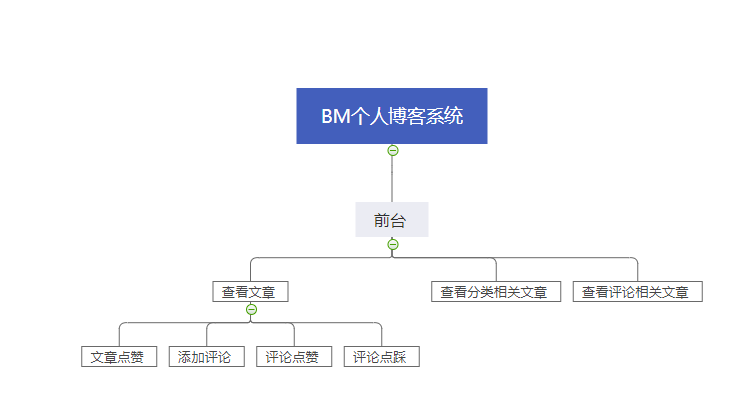 BM个人博客系统
前台
查看文章
查看分类相关文章
查看评论相关文章
文章点赞
添加评论
评论点赞
评论点踩